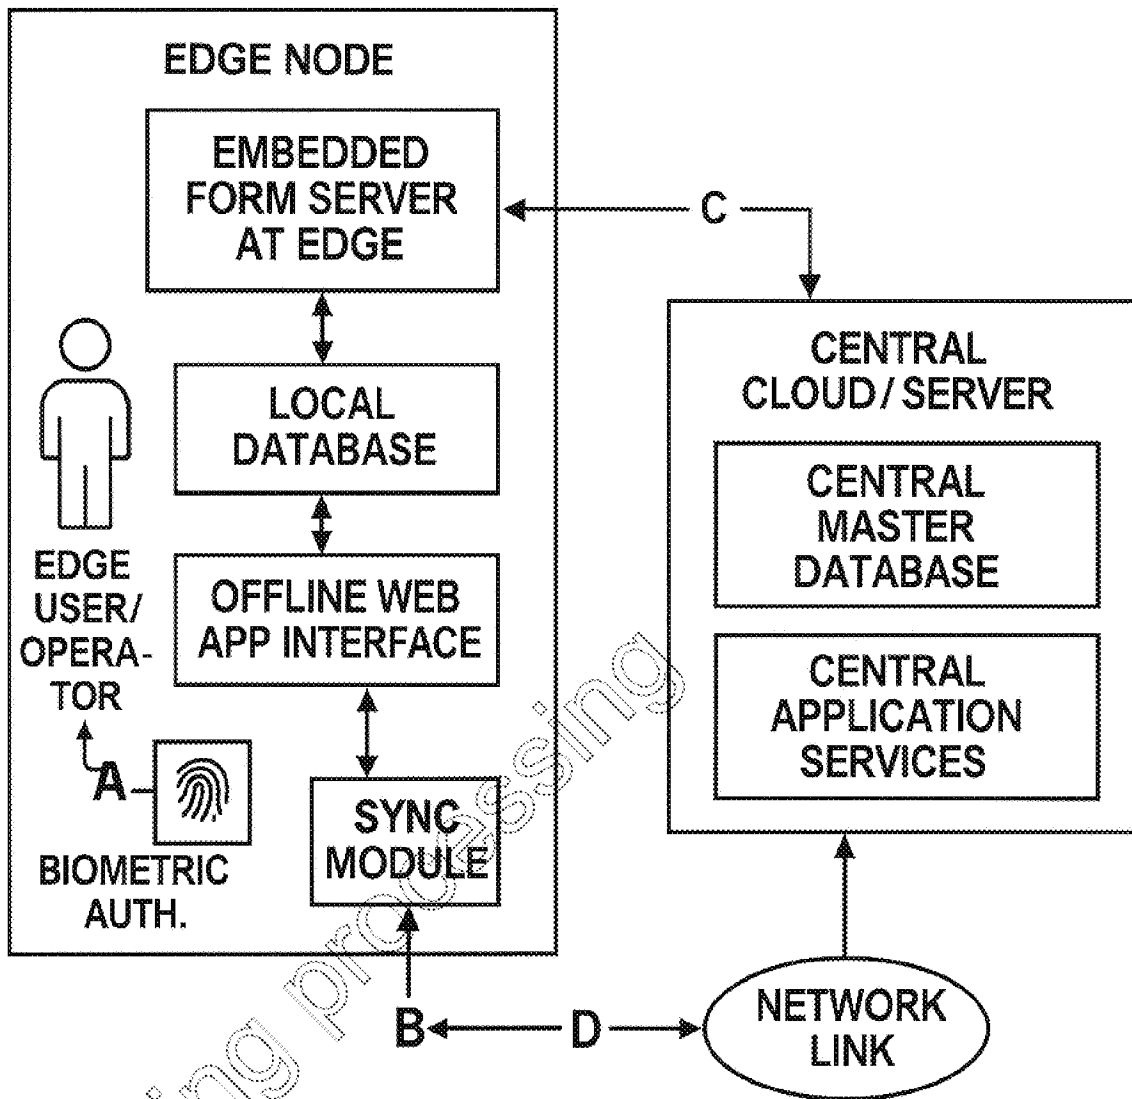 EDGE NODE
EMBEDDED
FORM SERVER
AT EDGE
C
LOCAL
DATABASE
OFFLINE WEB
APP INTERFACE
SYNC
MODULE
EDGE
USER/
OPERA-
TOR
A
BIOMETRIC
AUTH.
CENTRAL
CLOUD / SERVER
CENTRAL
MASTER
DATABASE
CENTRAL
APPLICATION
SERVICES
B
D
NETWORK
LINK
processing